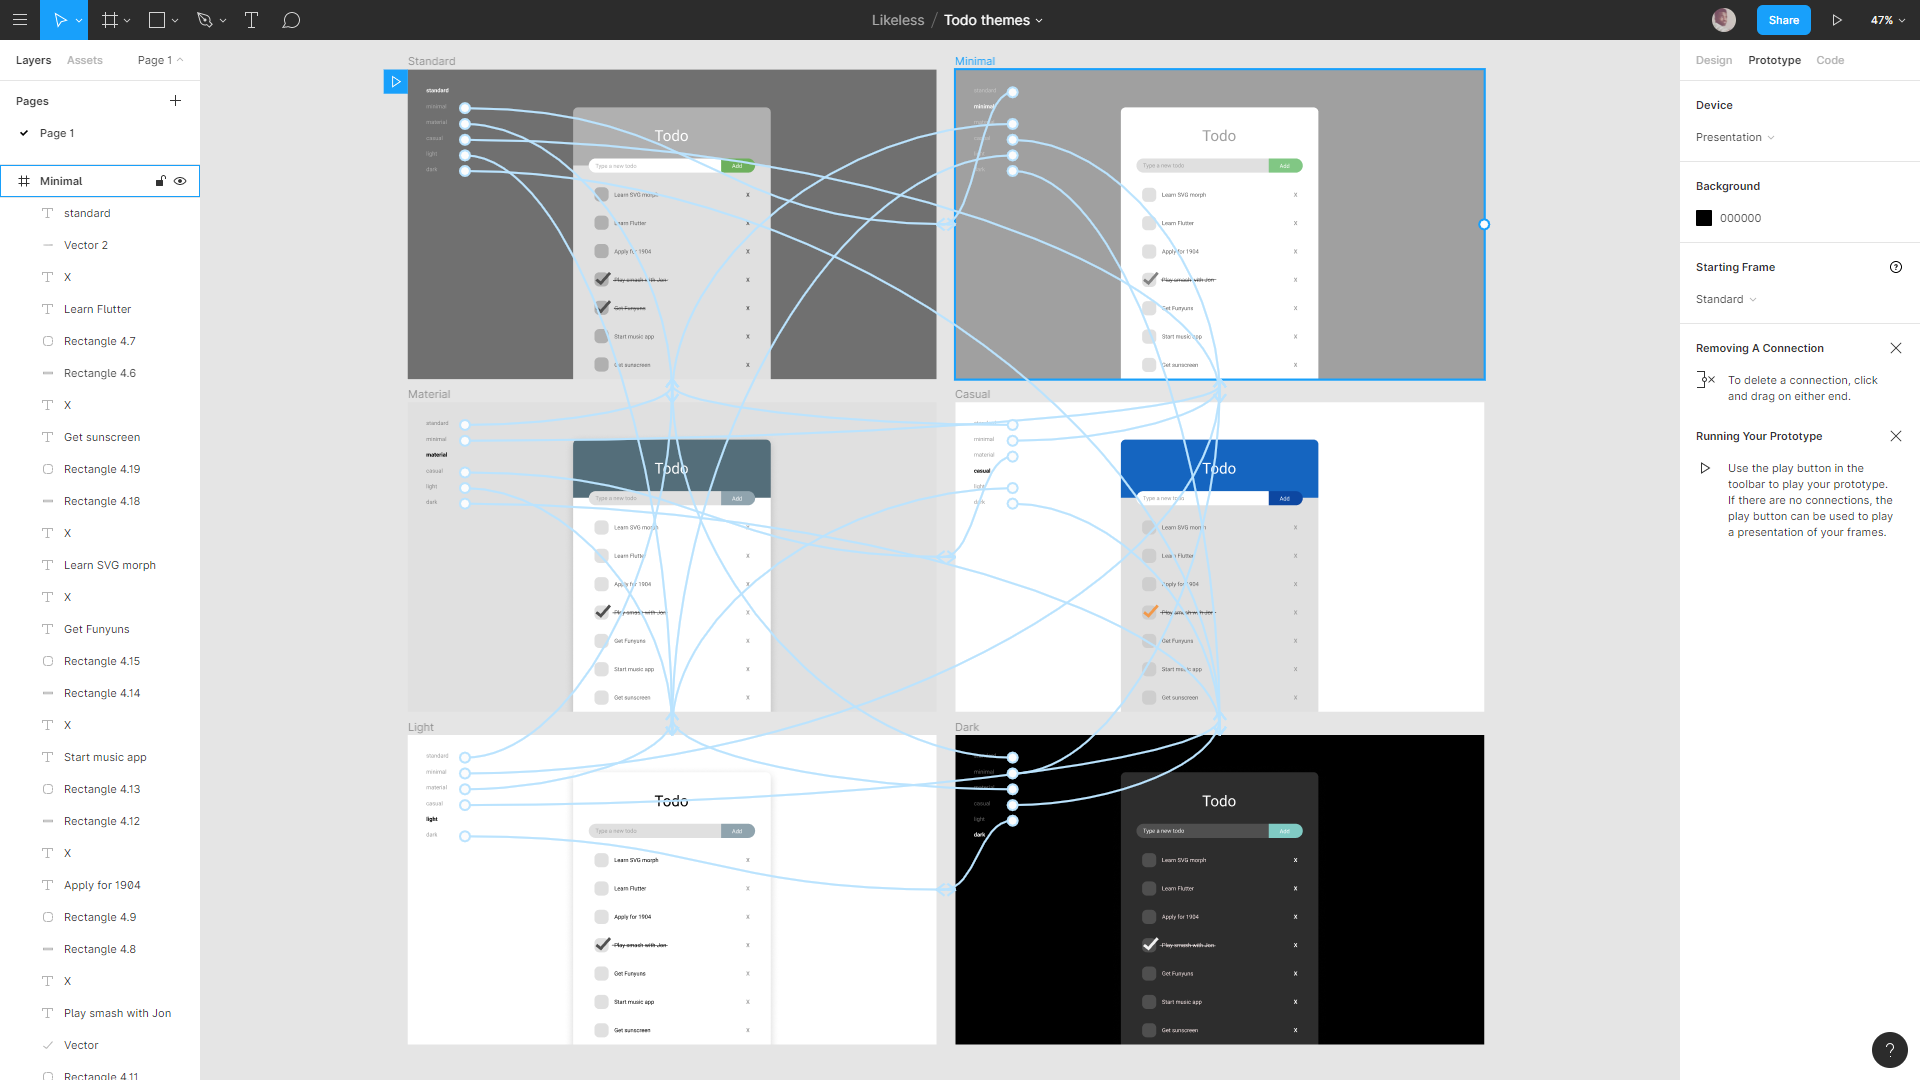 Likeless / Todo themes
Share
47%
Layers
Assets
Page 1
Pages
Page 1
Minimal
standard
Vector 2
X
Learn Flutter
Rectangle 4.7
Rectangle 4.6
X
Get sunscreen
Rectangle 4.19
Rectangle 4.18
X
Learn SVG morph
X
Get Funyuns
Rectangle 4.15
Rectangle 4.14
X
Start music app
Rectangle 4.13
Rectangle 4.12
X
Apply for 1904
Rectangle 4.9
Rectangle 4.8
X
Play smash with Jon
Vector
Rectangle 4.11
Standard
standard
minimal
material
casual
light
dark
Todo
Type a new todo
Add
Learn SVG morph
X
Learn Flutter
X
Apply for 1904
X
Play smash with Jon
X
Get Funyuns
X
Start music app
X
Get sunscreen
X
Minimal
standard
minimal
material
casual
light
dark
Todo
Type a new todo
Add
Learn SVG morph
X
Learn Flutter
X
Apply for 1904
X
Play smash with Jon
X
Get Funyuns
X
Start music app
X
Get sunscreen
X
Material
standard
minimal
material
casual
light
dark
Todo
Type a new todo
Add
Learn SVG morph
X
Learn Flutter
X
Apply for 1904
X
Play smash with Jon
X
Get Funyuns
X
Start music app
X
Get sunscreen
X
Casual
standard
minimal
material
casual
light
dark
Todo
Type a new todo
Add
Learn SVG morph
X
Learn Flutter
X
Apply for 1904
X
Play smash with Jon
X
Get Funyuns
X
Start music app
X
Get sunscreen
X
Light
standard
minimal
material
casual
light
dark
Todo
Type a new todo
Add
Learn SVG morph
X
Learn Flutter
X
Apply for 1904
X
Play smash with Jon
X
Get Funyuns
X
Start music app
X
Get sunscreen
X
Dark
standard
minimal
casual
light
dark
Todo
Type a new todo
Add
Learn SVG morph
X
Learn Flutter
X
Apply for 1904
X
Play smash with Jon
X
Get Funyuns
X
Start music app
X
Get sunscreen
X
Design
Prototype
Code
Device
Presentation
Background
000000
Starting Frame
?
Standard
Removing A Connection
To delete a connection, click
and drag on either end.
Running Your Prototype
Use the play button in the
toolbar to play your prototype.
If there are no connections, the
play button can be used to play
a presentation of your frames.
?